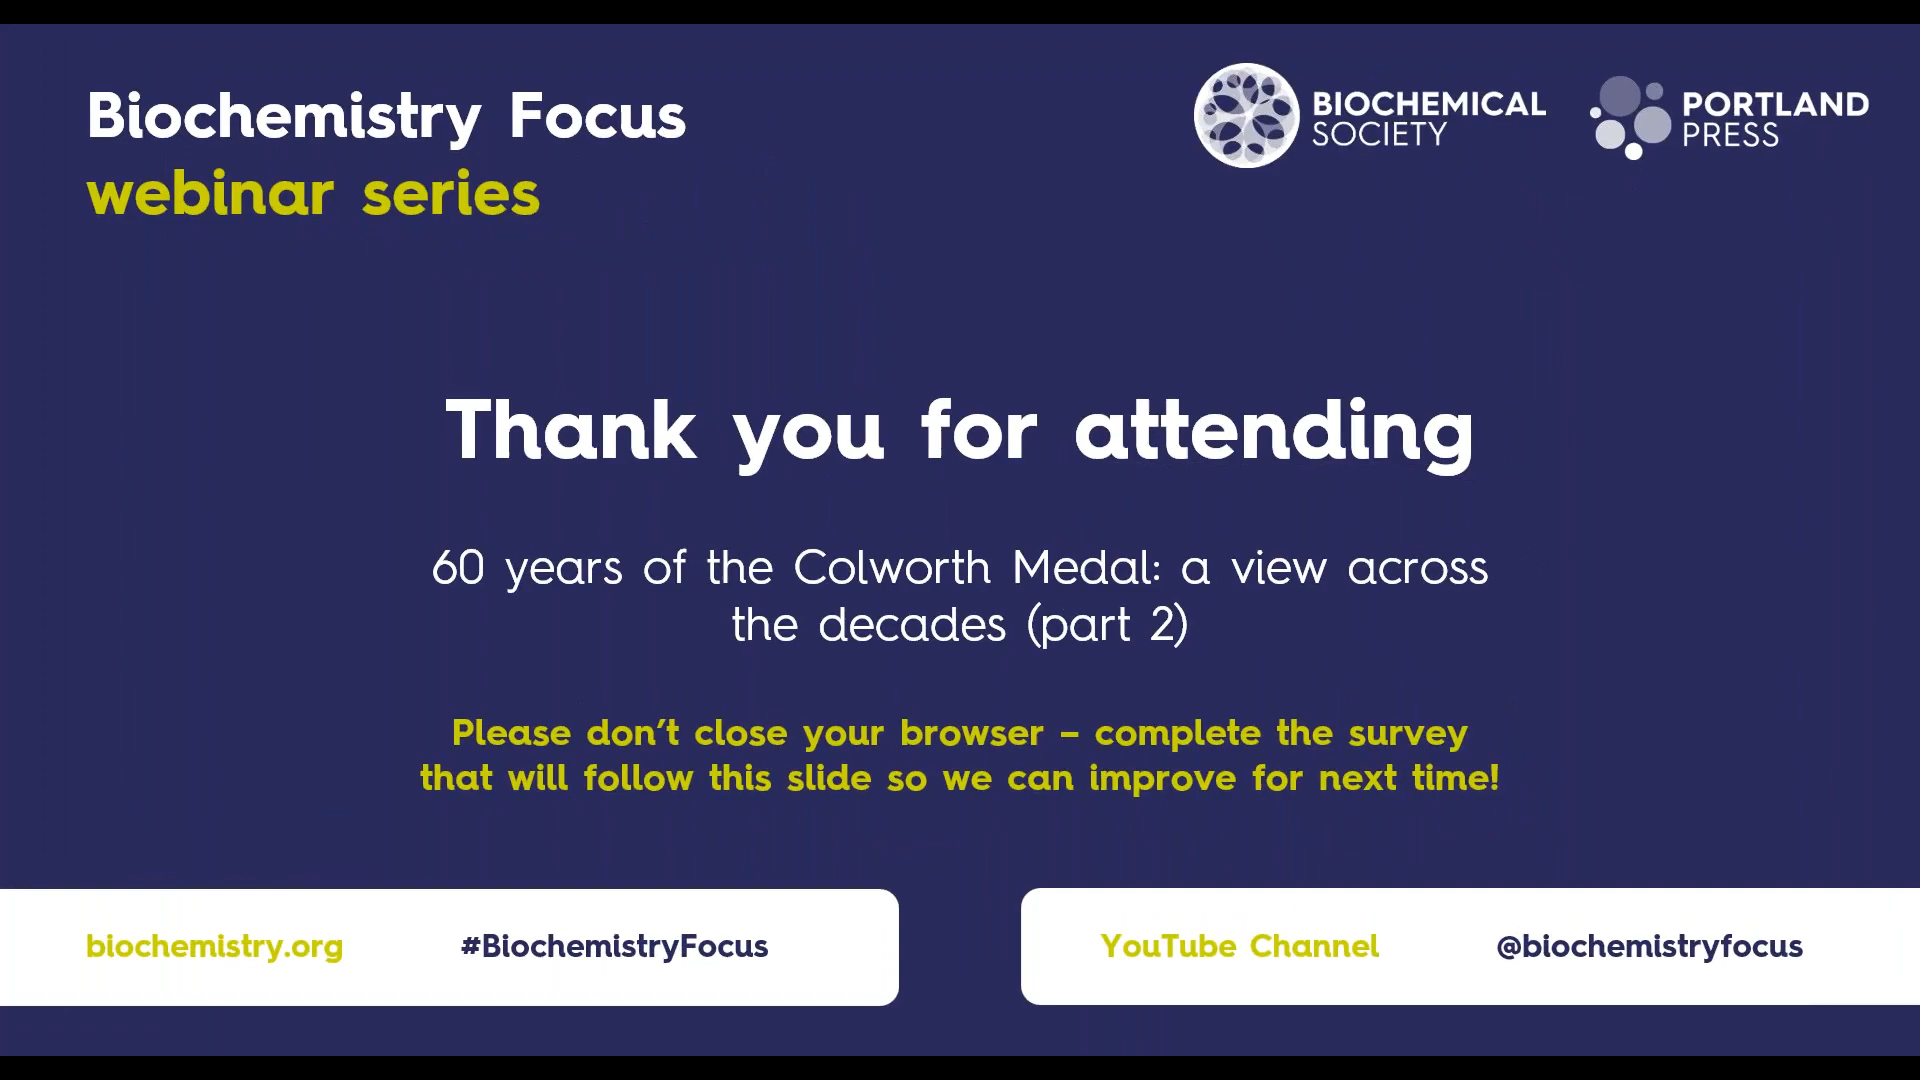 Biochemistry Focus
webinar series
BIOCHEMICAL
SOCIETY
PORTLAND
PRESS
Thank you for attending
60 years of the Colworth Medal: a view across
the decades (part 2)
Please don’t close your browser – complete the survey
that will follow this slide so we can improve for next time!
biochemistry.org
#BiochemistryFocus
YouTube Channel
@biochemistryfocus